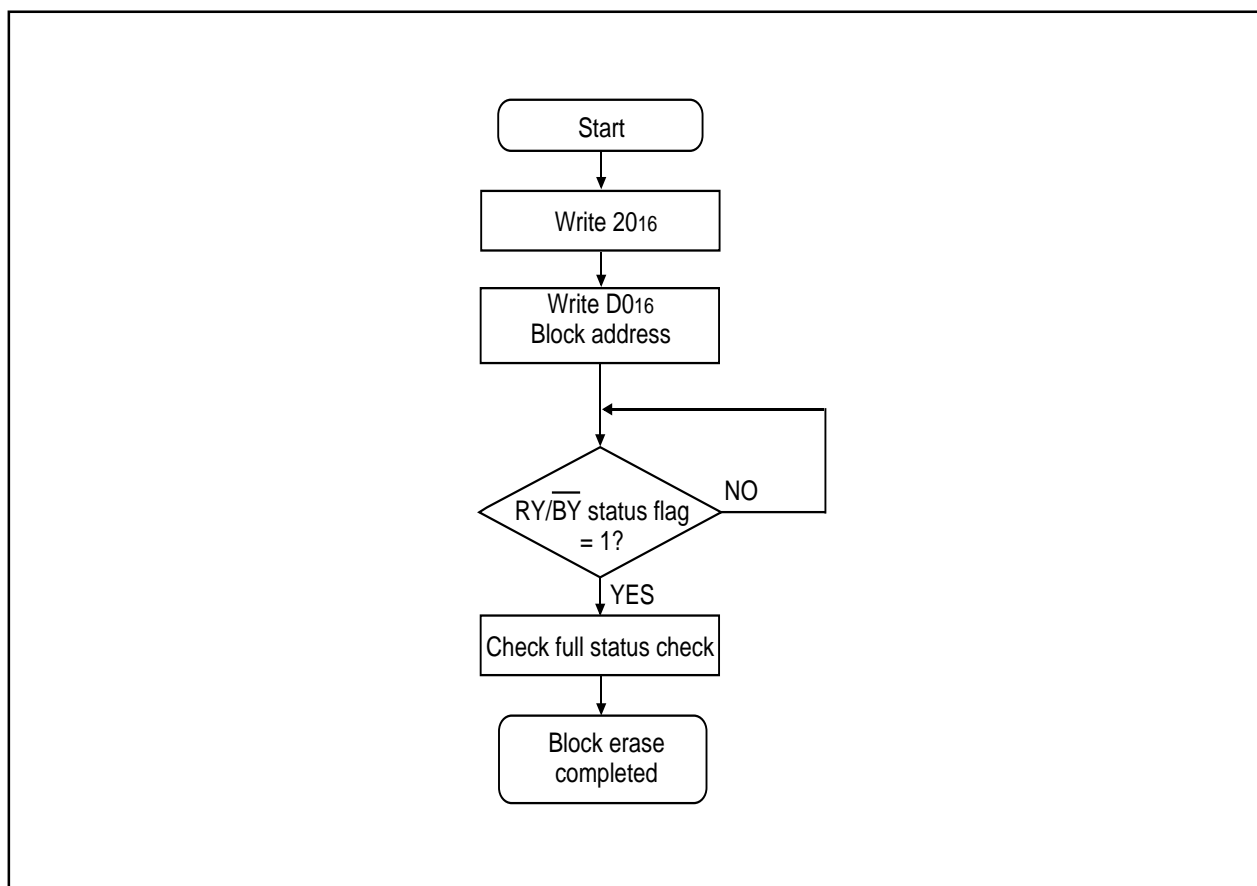 Start
Write 2016
Write D016
Block address
RY/B̅Y̅ status flag
= 1?
NO
YES
Check full status check
Block erase
completed